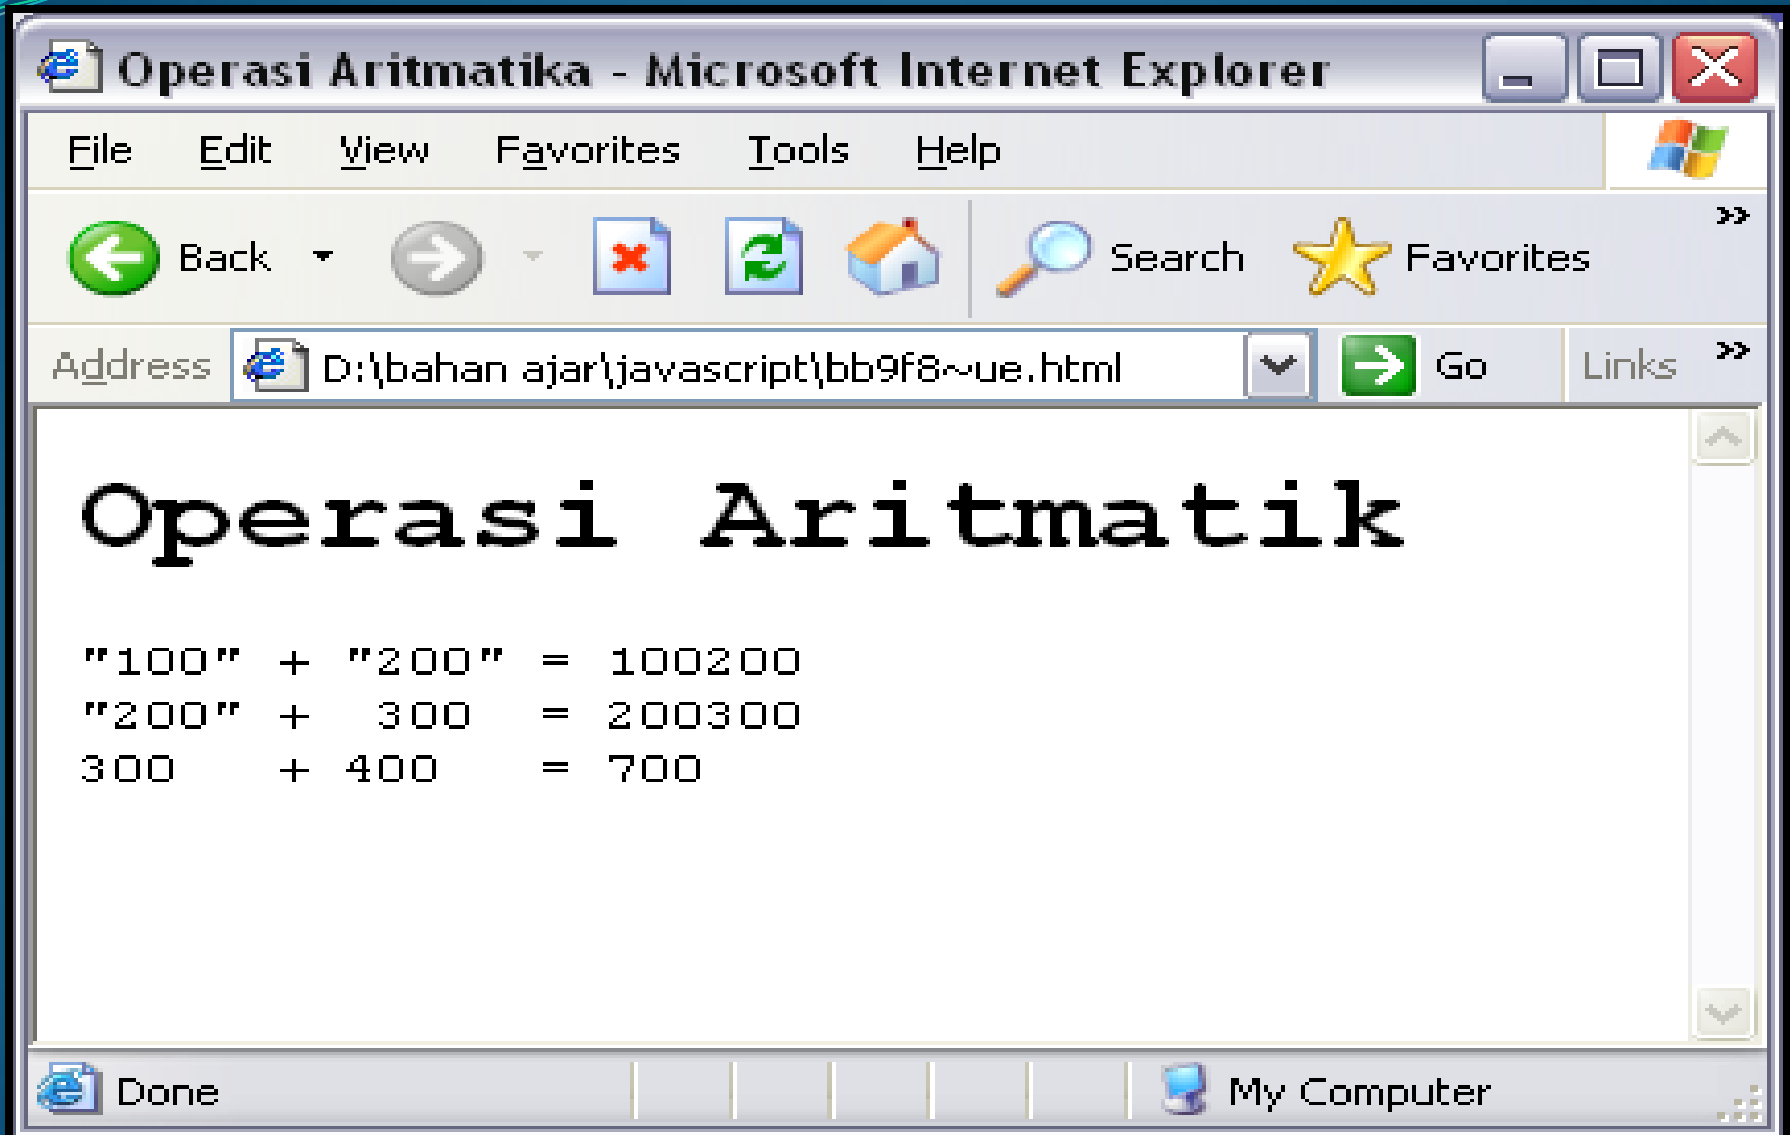 Operasi Aritmatika - Microsoft Internet Explorer
File Edit View Favorites Tools Help
Back Search Favorites »
Address D:\bahan ajar\javascript\bb9f8~ue.html Go Links »
Operasi Aritmatik
"100" + "200" = 100200
"200" +  300  = 200300
300   + 400   = 700
Done My Computer